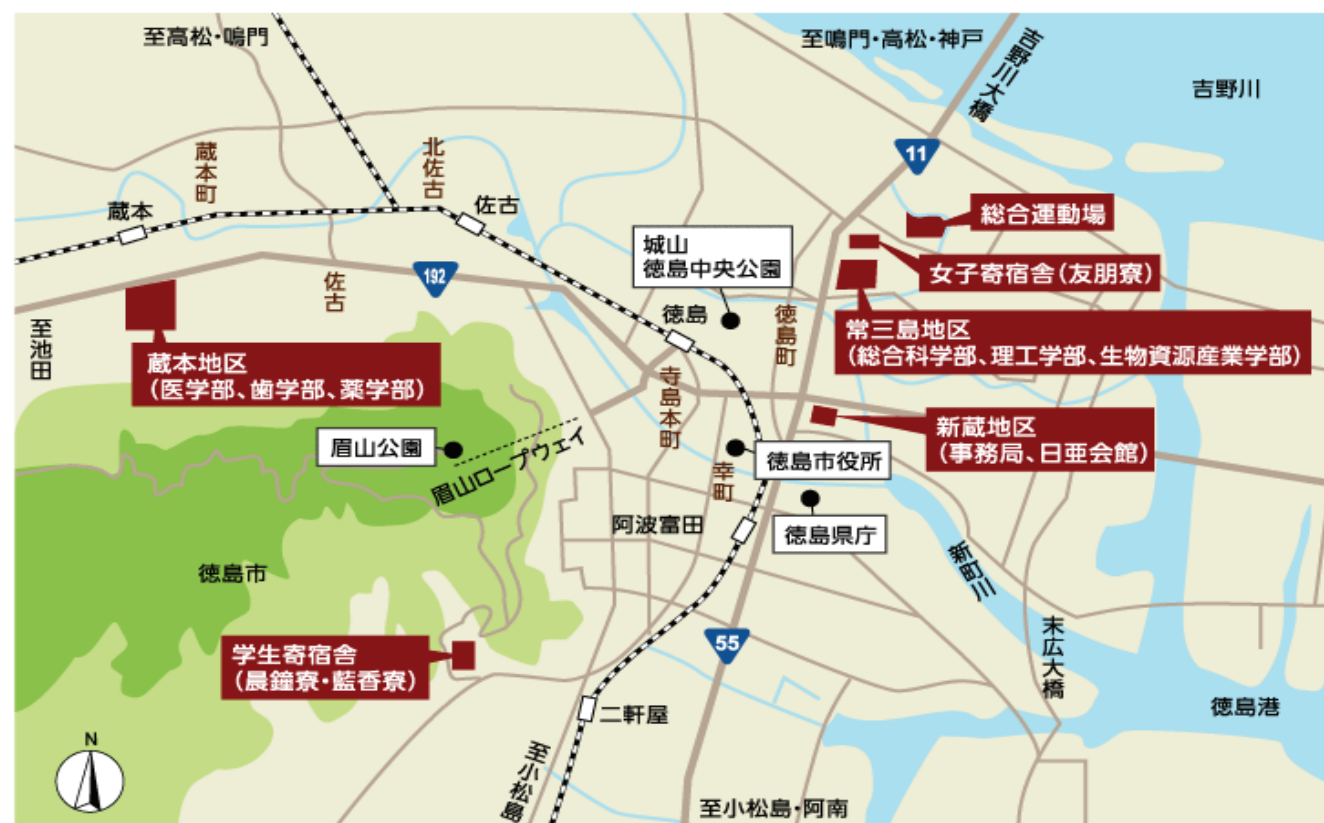 至高松・鳴門
至鳴門・高松・神戸
吉野川大橋
吉野川
11
蔵本町
北佐古
蔵本
佐古
総合運動場
城山
徳島中央公園
女子寄宿舎（友朋寮）
192
佐古
徳島
徳島町
常三島地区
（総合科学部、理工学部、生物資源産業学部）
至池田
蔵本地区
（医学部、歯学部、薬学部）
寺島本町
新蔵地区
（事務局、日亜会館）
眉山公園
眉山ロープウェイ
徳島市役所
幸町
阿波富田
徳島県庁
新町川
徳島市
末広大橋
55
学生寄宿舎
（晨鐘寮・藍香寮）
二軒屋
徳島港
N
至小松島
至小松島・阿南